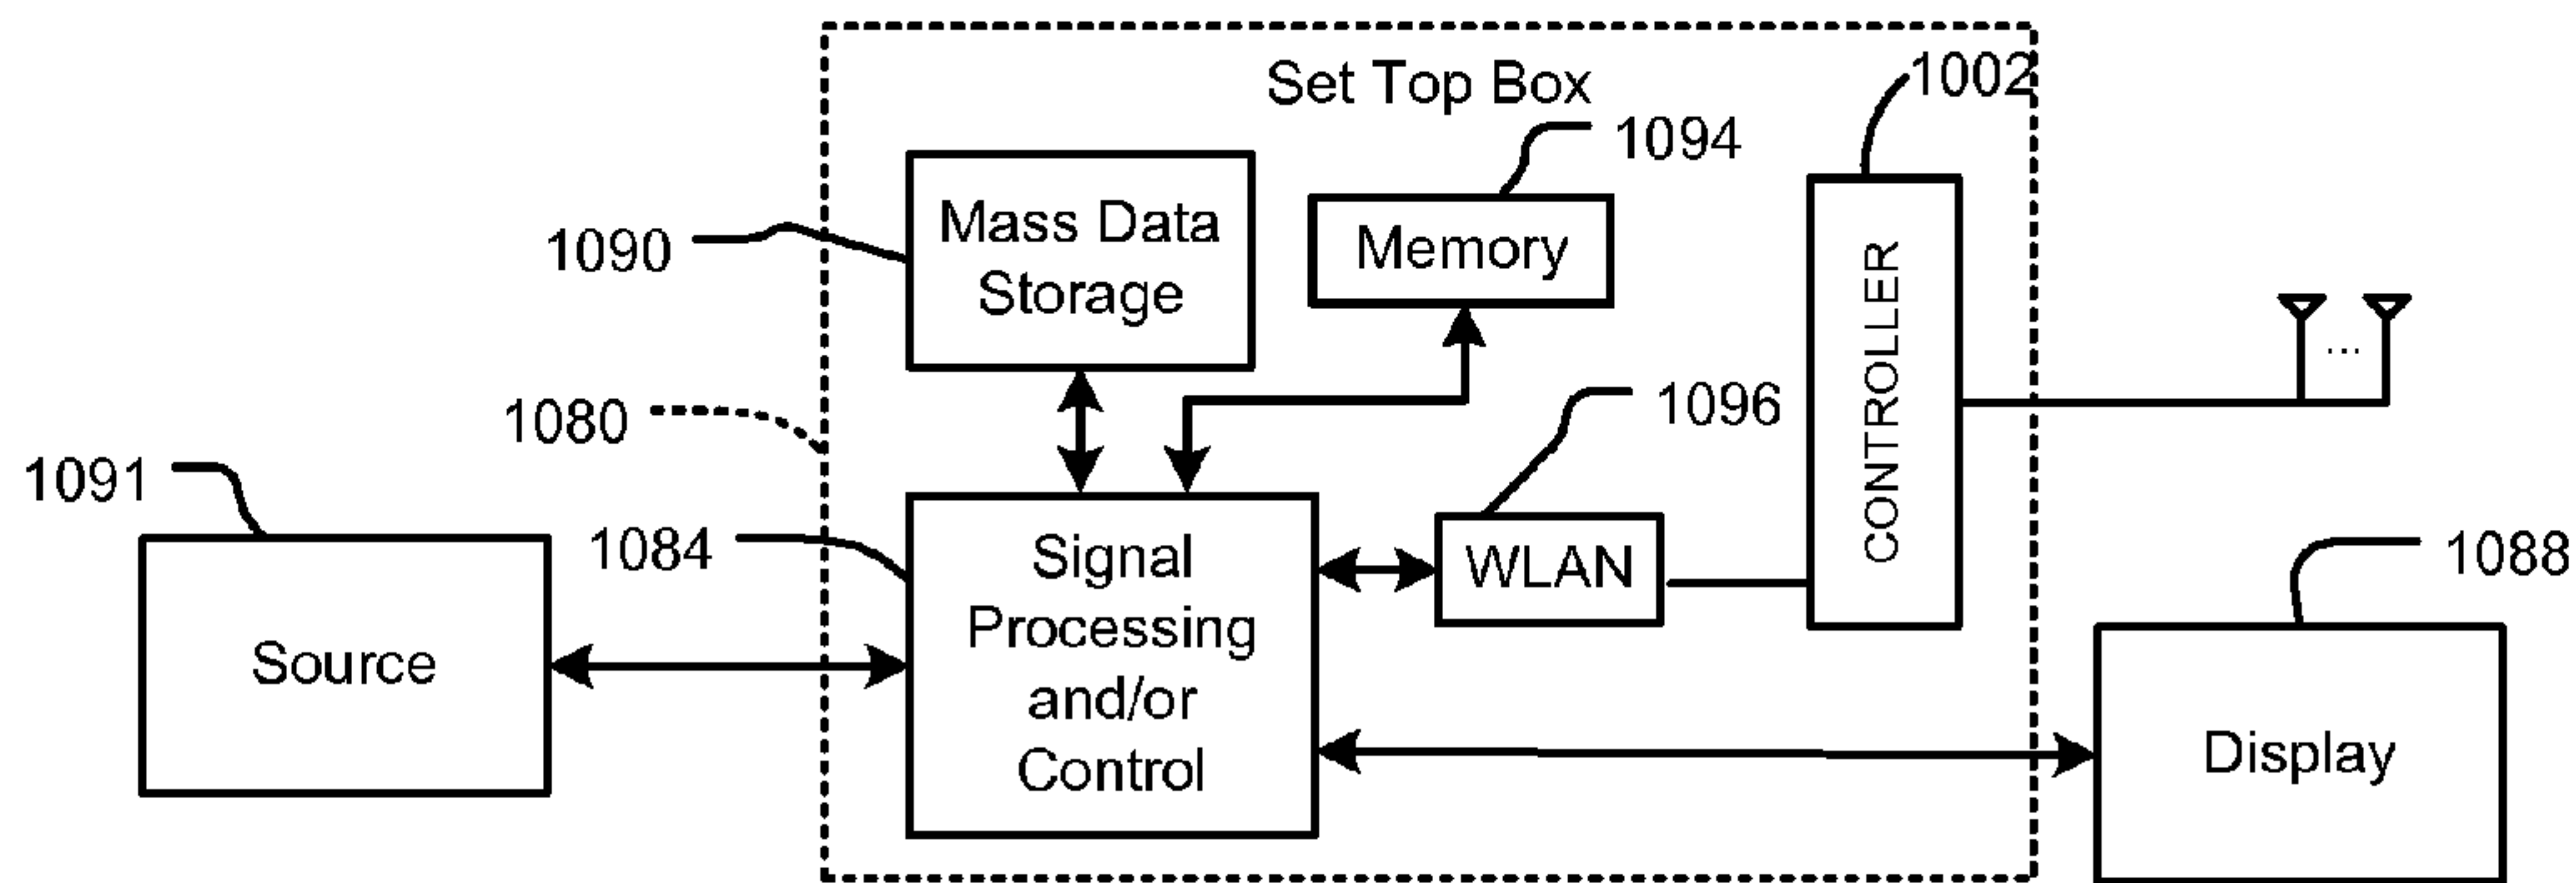 Set Top Box
1002
1094
Mass Data
Storage
1090
Memory
CONTROLLER
...
1080
1096
1091
1084
Signal
Processing
and/or
Control
WLAN
1088
Source
Display